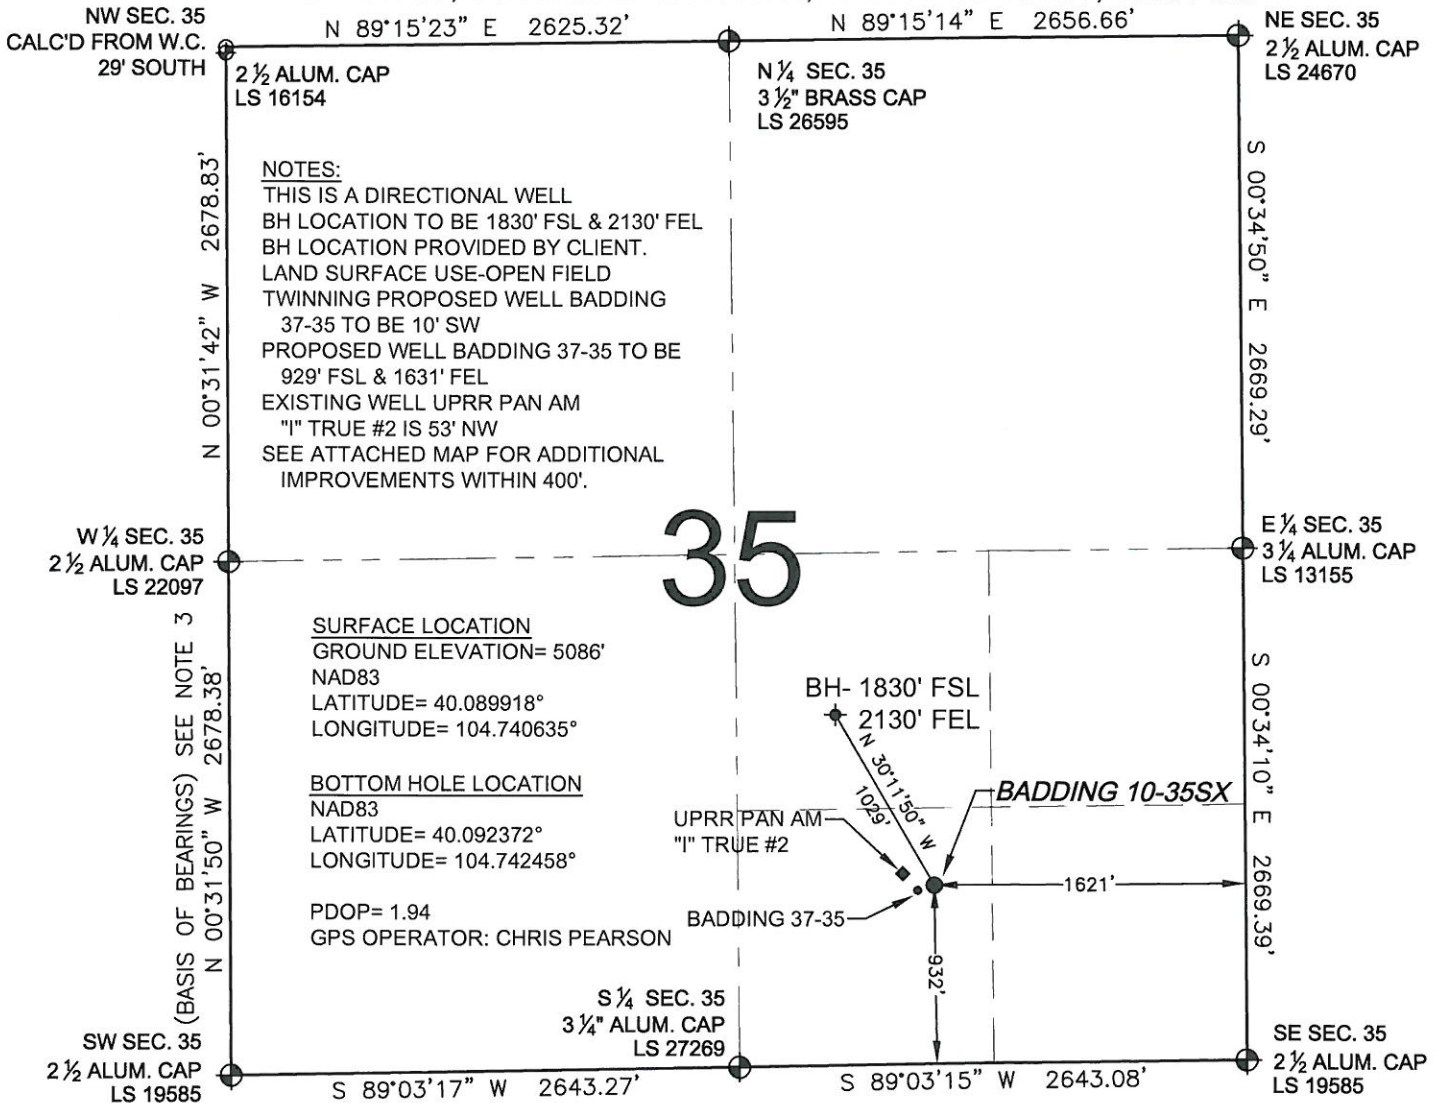 NW SEC. 35
CALC'D FROM W.C.
29' SOUTH
2 ½ ALUM. CAP
LS 16154
N 89°15'23" E 2625.32'
N ¼ SEC. 35
3 ½" BRASS CAP
LS 26595
N 89°15'14" E 2656.66'
NE SEC. 35
2 ½ ALUM. CAP
LS 24670
N 00°31'42" W 2678.83'
NOTES:
THIS IS A DIRECTIONAL WELL
BH LOCATION TO BE 1830' FSL & 2130' FEL
BH LOCATION PROVIDED BY CLIENT.
LAND SURFACE USE-OPEN FIELD
TWINNING PROPOSED WELL BADDING
37-35 TO BE 10' SW
PROPOSED WELL BADDING 37-35 TO BE
929' FSL & 1631' FEL
EXISTING WELL UPRR PAN AM
"I" TRUE #2 IS 53' NW
SEE ATTACHED MAP FOR ADDITIONAL
IMPROVEMENTS WITHIN 400'.
S 00°34'50" E 2669.29'
35
W ¼ SEC. 35
2 ½ ALUM. CAP
LS 22097
E ¼ SEC. 35
3 ¼ ALUM. CAP
LS 13155
(BASIS OF BEARINGS) SEE NOTE 3
N 00°31'50" W 2678.38'
SURFACE LOCATION
GROUND ELEVATION= 5086'
NAD83
LATITUDE= 40.089918°
LONGITUDE= 104.740635°
BOTTOM HOLE LOCATION
NAD83
LATITUDE= 40.092372°
LONGITUDE= 104.742458°
PDOP= 1.94
GPS OPERATOR: CHRIS PEARSON
BH- 1830' FSL
2130' FEL
N 30°11'50" W
1029'
BADDING 10-35SX
UPRR PAN AM
"I" TRUE #2
BADDING 37-35
1621'
932'
S 00°34'10" E 2669.39'
S ¼ SEC. 35
3 ¼" ALUM. CAP
LS 27269
SW SEC. 35
2 ½ ALUM. CAP
LS 19585
S 89°03'17" W 2643.27'
S 89°03'15" W 2643.08'
SE SEC. 35
2 ½ ALUM. CAP
LS 19585